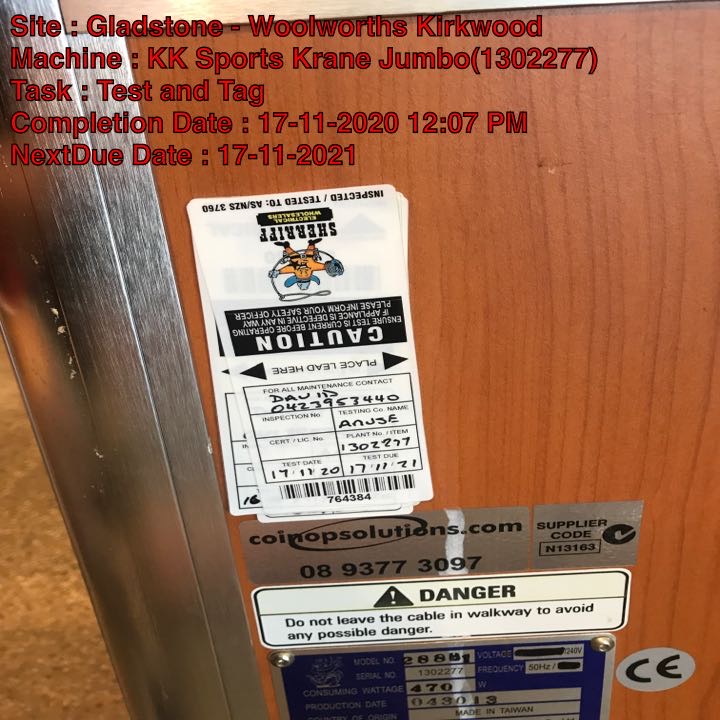 Site : Gladstone - Woolworths Kirkwood
Machine : KK Sports Krane Jumbo(1302277)
Task : Test and Tag
Completion Date : 17-11-2020 12:07 PM
NextDue Date : 17-11-2021
INSPECTED / TESTED TO: AS/NZS 3760
ELECTRICAL
WHOLESALERS
SHERRIFF
PLEASE INFORM YOUR SAFETY OFFICER
IF APPLIANCE IS DEFECTIVE IN ANY WAY
ENSURE TEST IS CURRENT BEFORE OPERATING
CAUTION
PLACE LEAD HERE
FOR ALL MAINTENANCE CONTACT
DAVID
0423953440
INSPECTION No
TESTING Co. NAME
CERT / LIC. No.
PLANT No. / ITEM
1302277
TEST DATE
TEST DUE
17/11/20
17/11/21
764384
coinopsolutions.com
08 9377 3097
SUPPLIER
CODE
N13163
DANGER
Do not leave the cable in walkway to avoid
any possible danger.
MODEL NO.
VOLTAGE
/240V
SERIAL NO.
1302277
FREQUENCY
50Hz /
CONSUMING WATTAGE
470
W
PRODUCTION DATE
043013
MADE IN TAIWAN
COUNTRY OF ORIGIN
CE